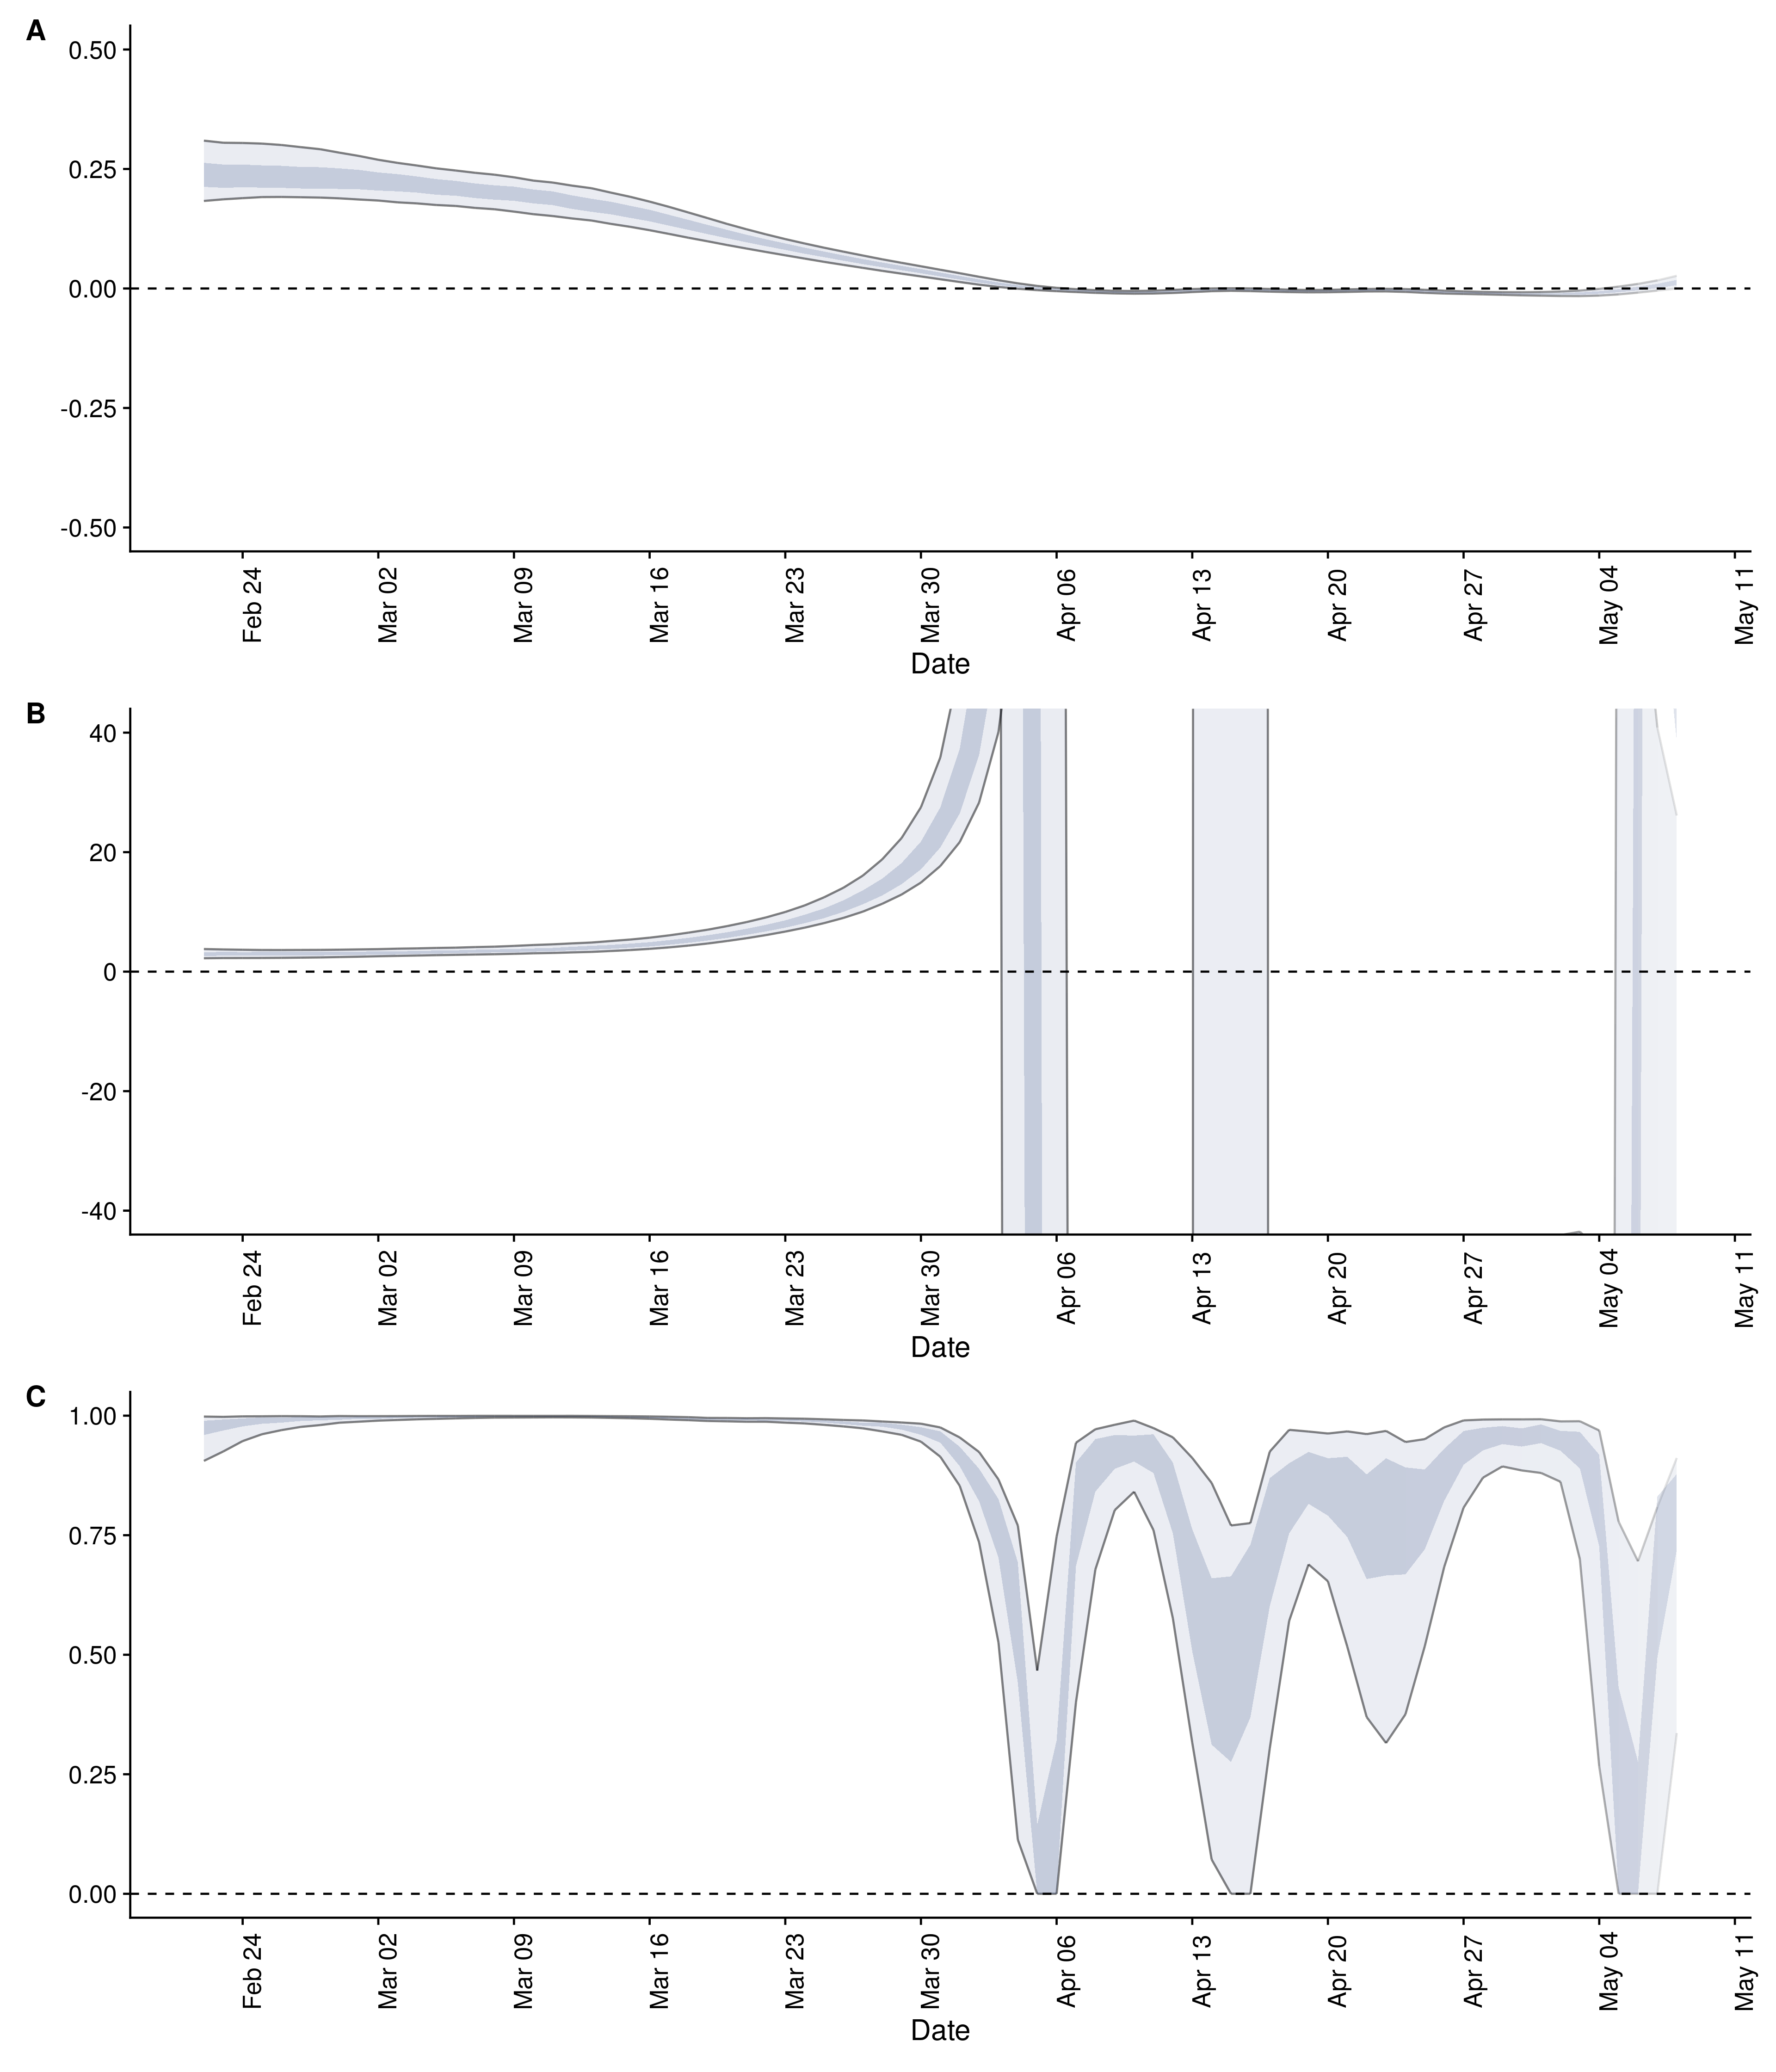 A
0.50
0.25
0.00
-0.25
-0.50
Feb 24
Mar 02
Mar 09
Mar 16
Mar 23
Mar 30
Apr 06
Apr 13
Apr 20
Apr 27
May 04
May 11
Date
B
40
20
0
-20
-40
Feb 24
Mar 02
Mar 09
Mar 16
Mar 23
Mar 30
Apr 06
Apr 13
Apr 20
Apr 27
May 04
May 11
Date
C
1.00
0.75
0.50
0.25
0.00
Feb 24
Mar 02
Mar 09
Mar 16
Mar 23
Mar 30
Apr 06
Apr 13
Apr 20
Apr 27
May 04
May 11
Date